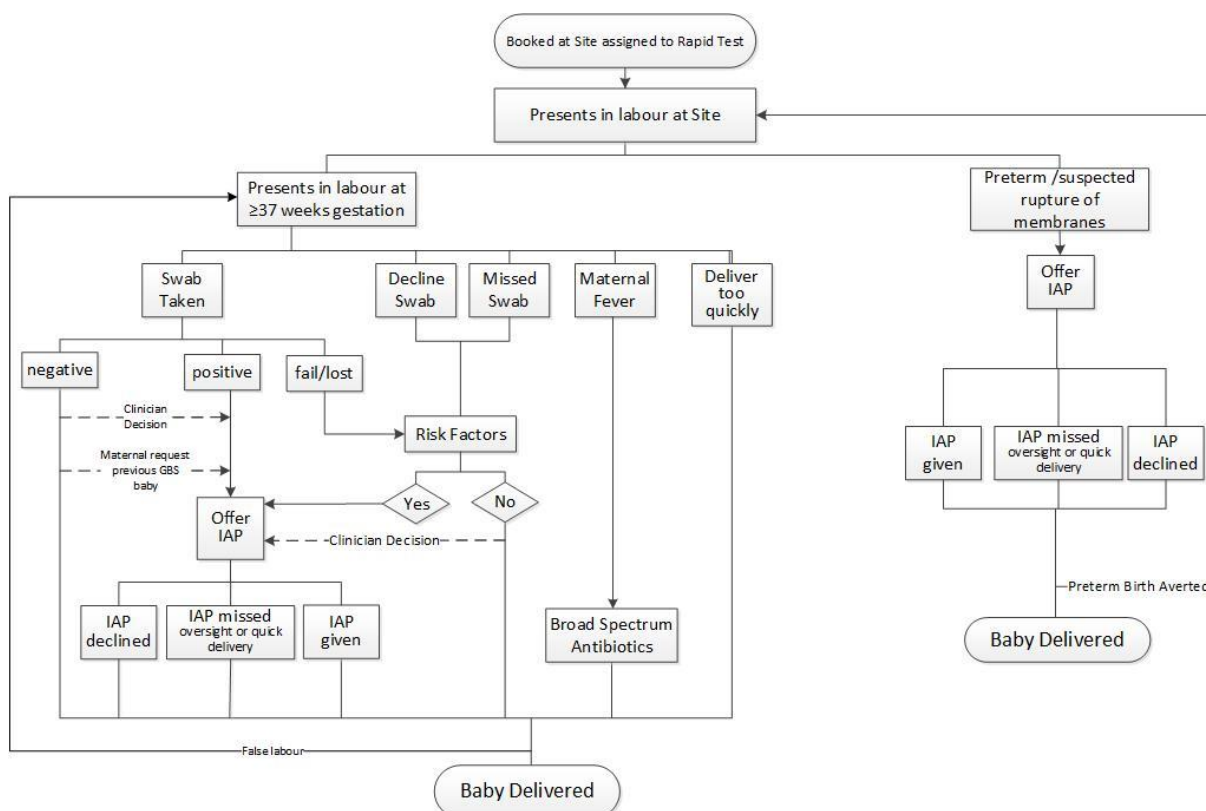 Booked at Site assigned to Rapid Test
Presents in labour at Site
Presents in labour at
≥37 weeks gestation
Preterm /suspected
rupture of
membranes
Swab
Taken
Decline
Swab
Missed
Swab
Maternal
Fever
Deliver
too
quickly
Offer
IAP
negative
positive
fail/lost
Clinician
Decision
Risk Factors
IAP
given
IAP missed
oversight or quick
delivery
IAP
declined
Maternal request
previous GBS
baby
Yes
No
Offer
IAP
Clinician Decision
Preterm Birth Averted
IAP
declined
IAP missed
oversight or quick
delivery
IAP
given
Broad Spectrum
Antibiotics
Baby Delivered
False labour
Baby Delivered